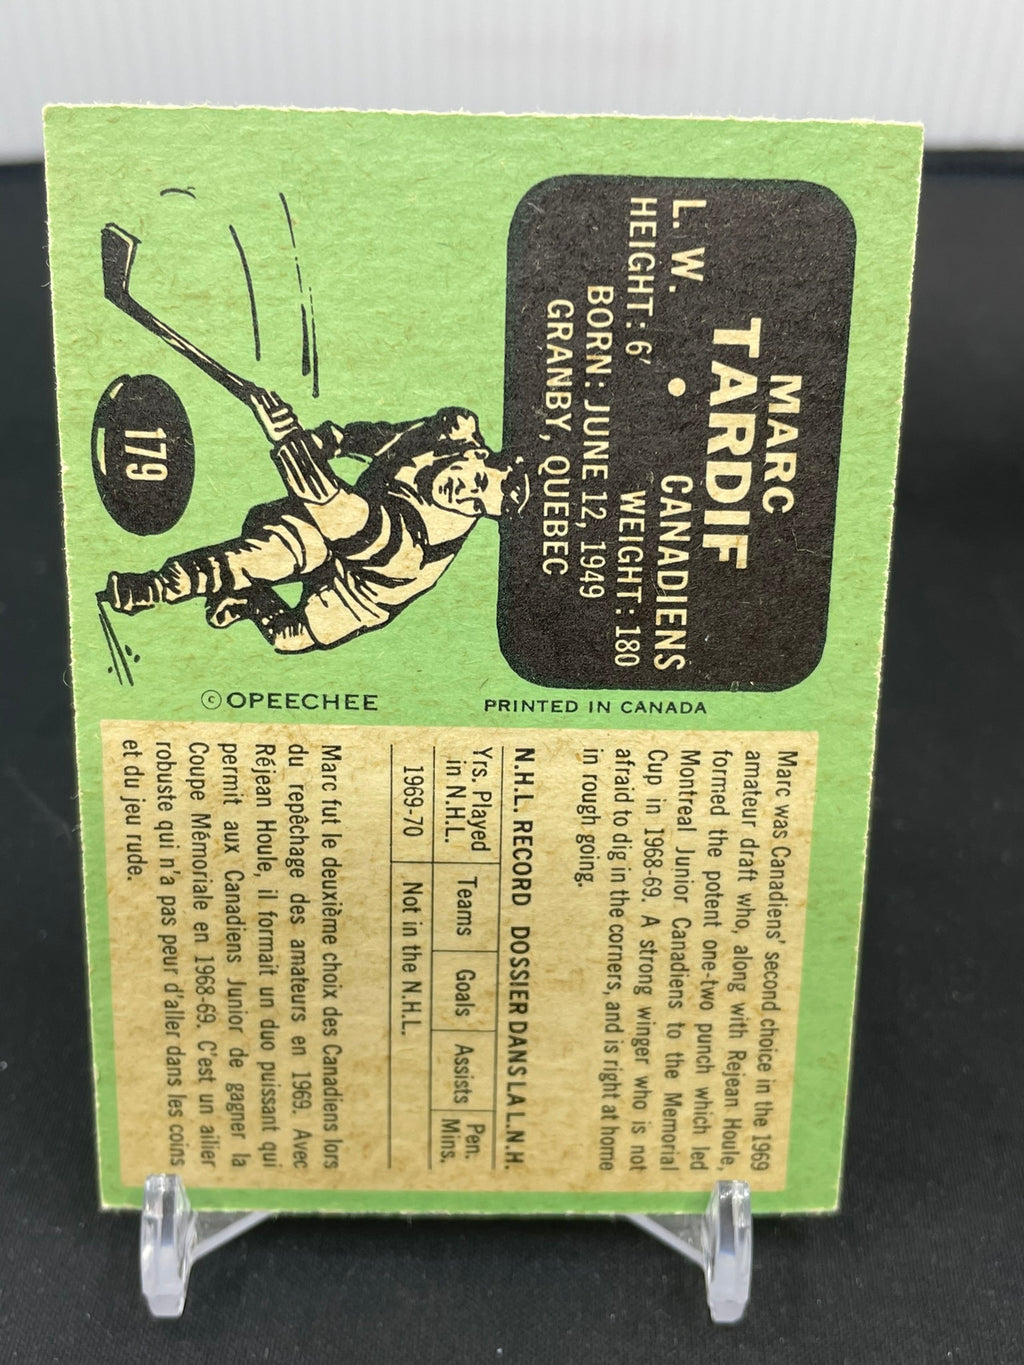 MARC
TARDIF
L. W. • CANADIENS
HEIGHT: 6' WEIGHT: 180
BORN: JUNE 12, 1949
GRANBY, QUEBEC
179
© OPEECHEE
PRINTED IN CANADA
Marc was Canadiens' second choice in the 1969
amateur draft who, along with Rejean Houle,
formed the potent one-two punch which led
Montreal Junior Canadiens to the Memorial
Cup in 1968-69. A strong winger who is not
afraid to dig in the corners, and is right at home
in rough going.
N.H.L. RECORD DOSSIER DANS LA L.N.H.
Yrs. Played in N.H.L. Teams Goals Assists Pen. Mins.
1969-70 Not in the N.H.L.
Marc fut le deuxième choix des Canadiens lors
du repêchage des amateurs en 1969. Avec
Réjean Houle, il formait un duo puissant qui
permit aux Canadiens Junior de gagner la
Coupe Mémoriale en 1968-69. C'est un ailier
robuste qui n'a pas peur d'aller dans les coins
et du jeu rude.